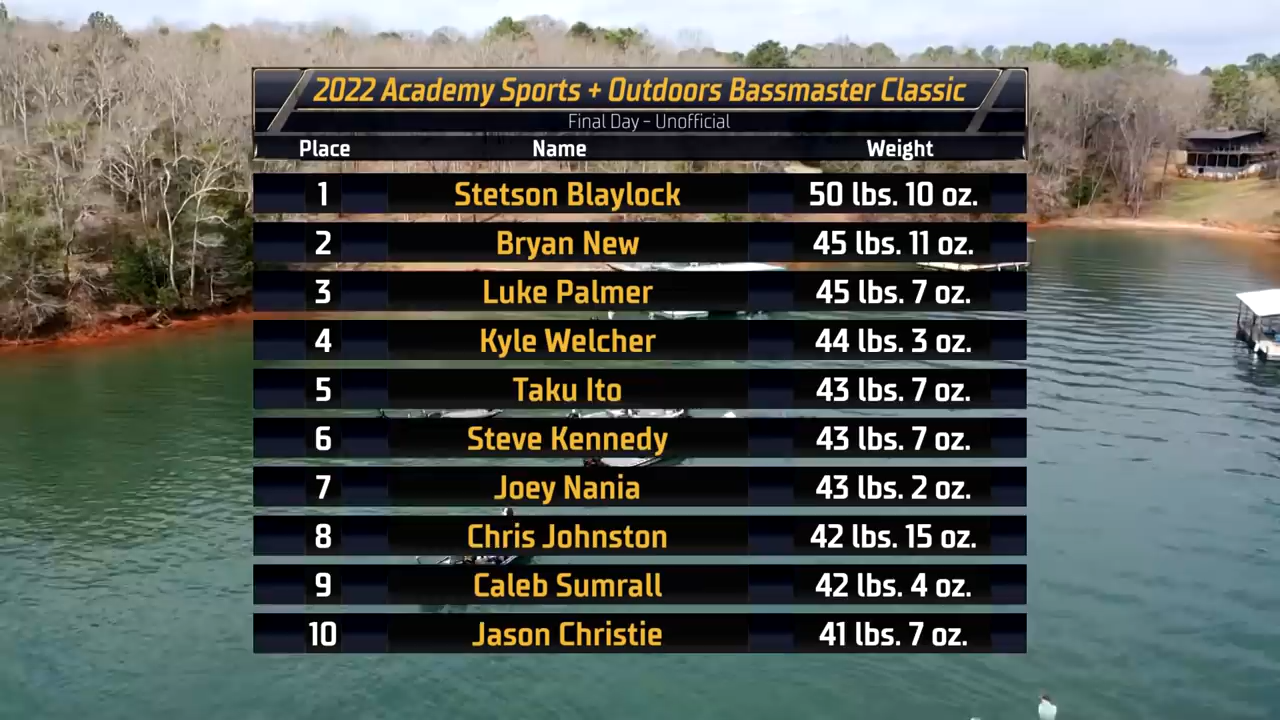 2022 Academy Sports + Outdoors Bassmaster Classic
Final Day - Unofficial
Place Name Weight
1 Stetson Blaylock 50 lbs. 10 oz.
2 Bryan New 45 lbs. 11 oz.
3 Luke Palmer 45 lbs. 7 oz.
4 Kyle Welcher 44 lbs. 3 oz.
5 Taku Ito 43 lbs. 7 oz.
6 Steve Kennedy 43 lbs. 7 oz.
7 Joey Nania 43 lbs. 2 oz.
8 Chris Johnston 42 lbs. 15 oz.
9 Caleb Sumrall 42 lbs. 4 oz.
10 Jason Christie 41 lbs. 7 oz.